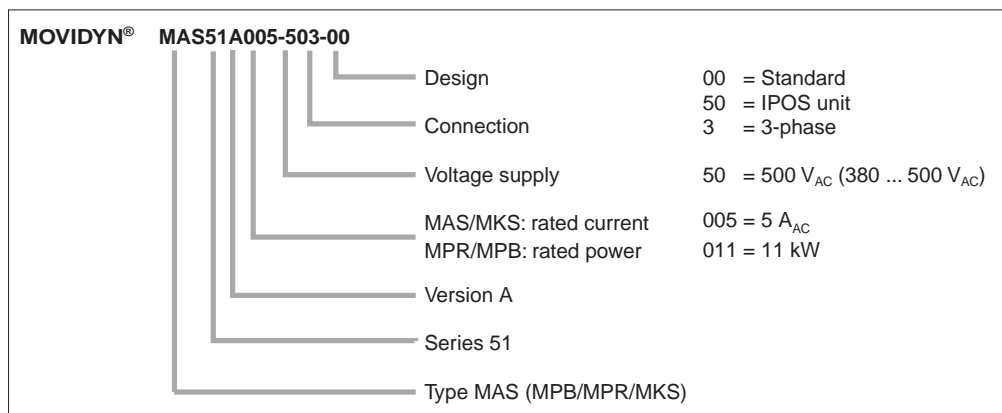 MOVIDYN® MAS51A005-503-00
Design 00 = Standard
50 = IPOS unit
Connection 3 = 3-phase
Voltage supply 50 = 500 VAC (380 ... 500 VAC)
MAS/MKS: rated current 005 = 5 AAC
MPR/MPB: rated power 011 = 11 kW
Version A
Series 51
Type MAS (MPB/MPR/MKS)